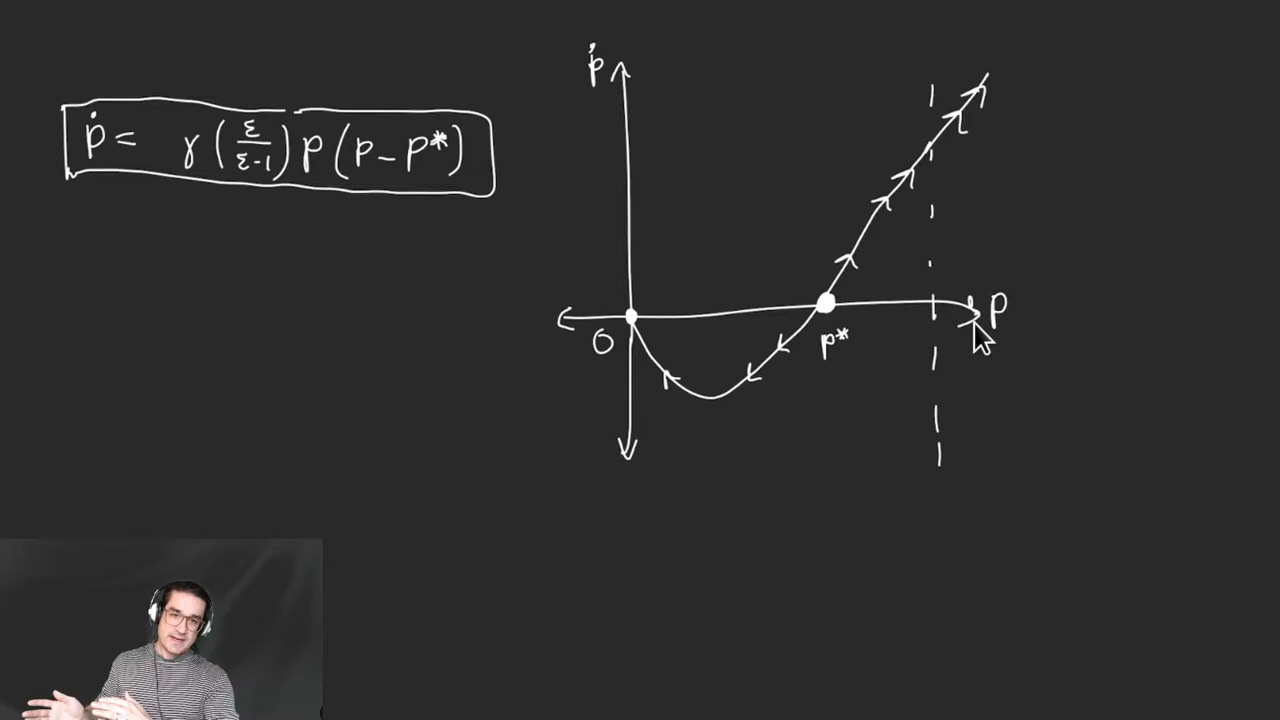 ṗ = γ (ε/ε-1) p (p - p*)
ṗ
p
0
p*